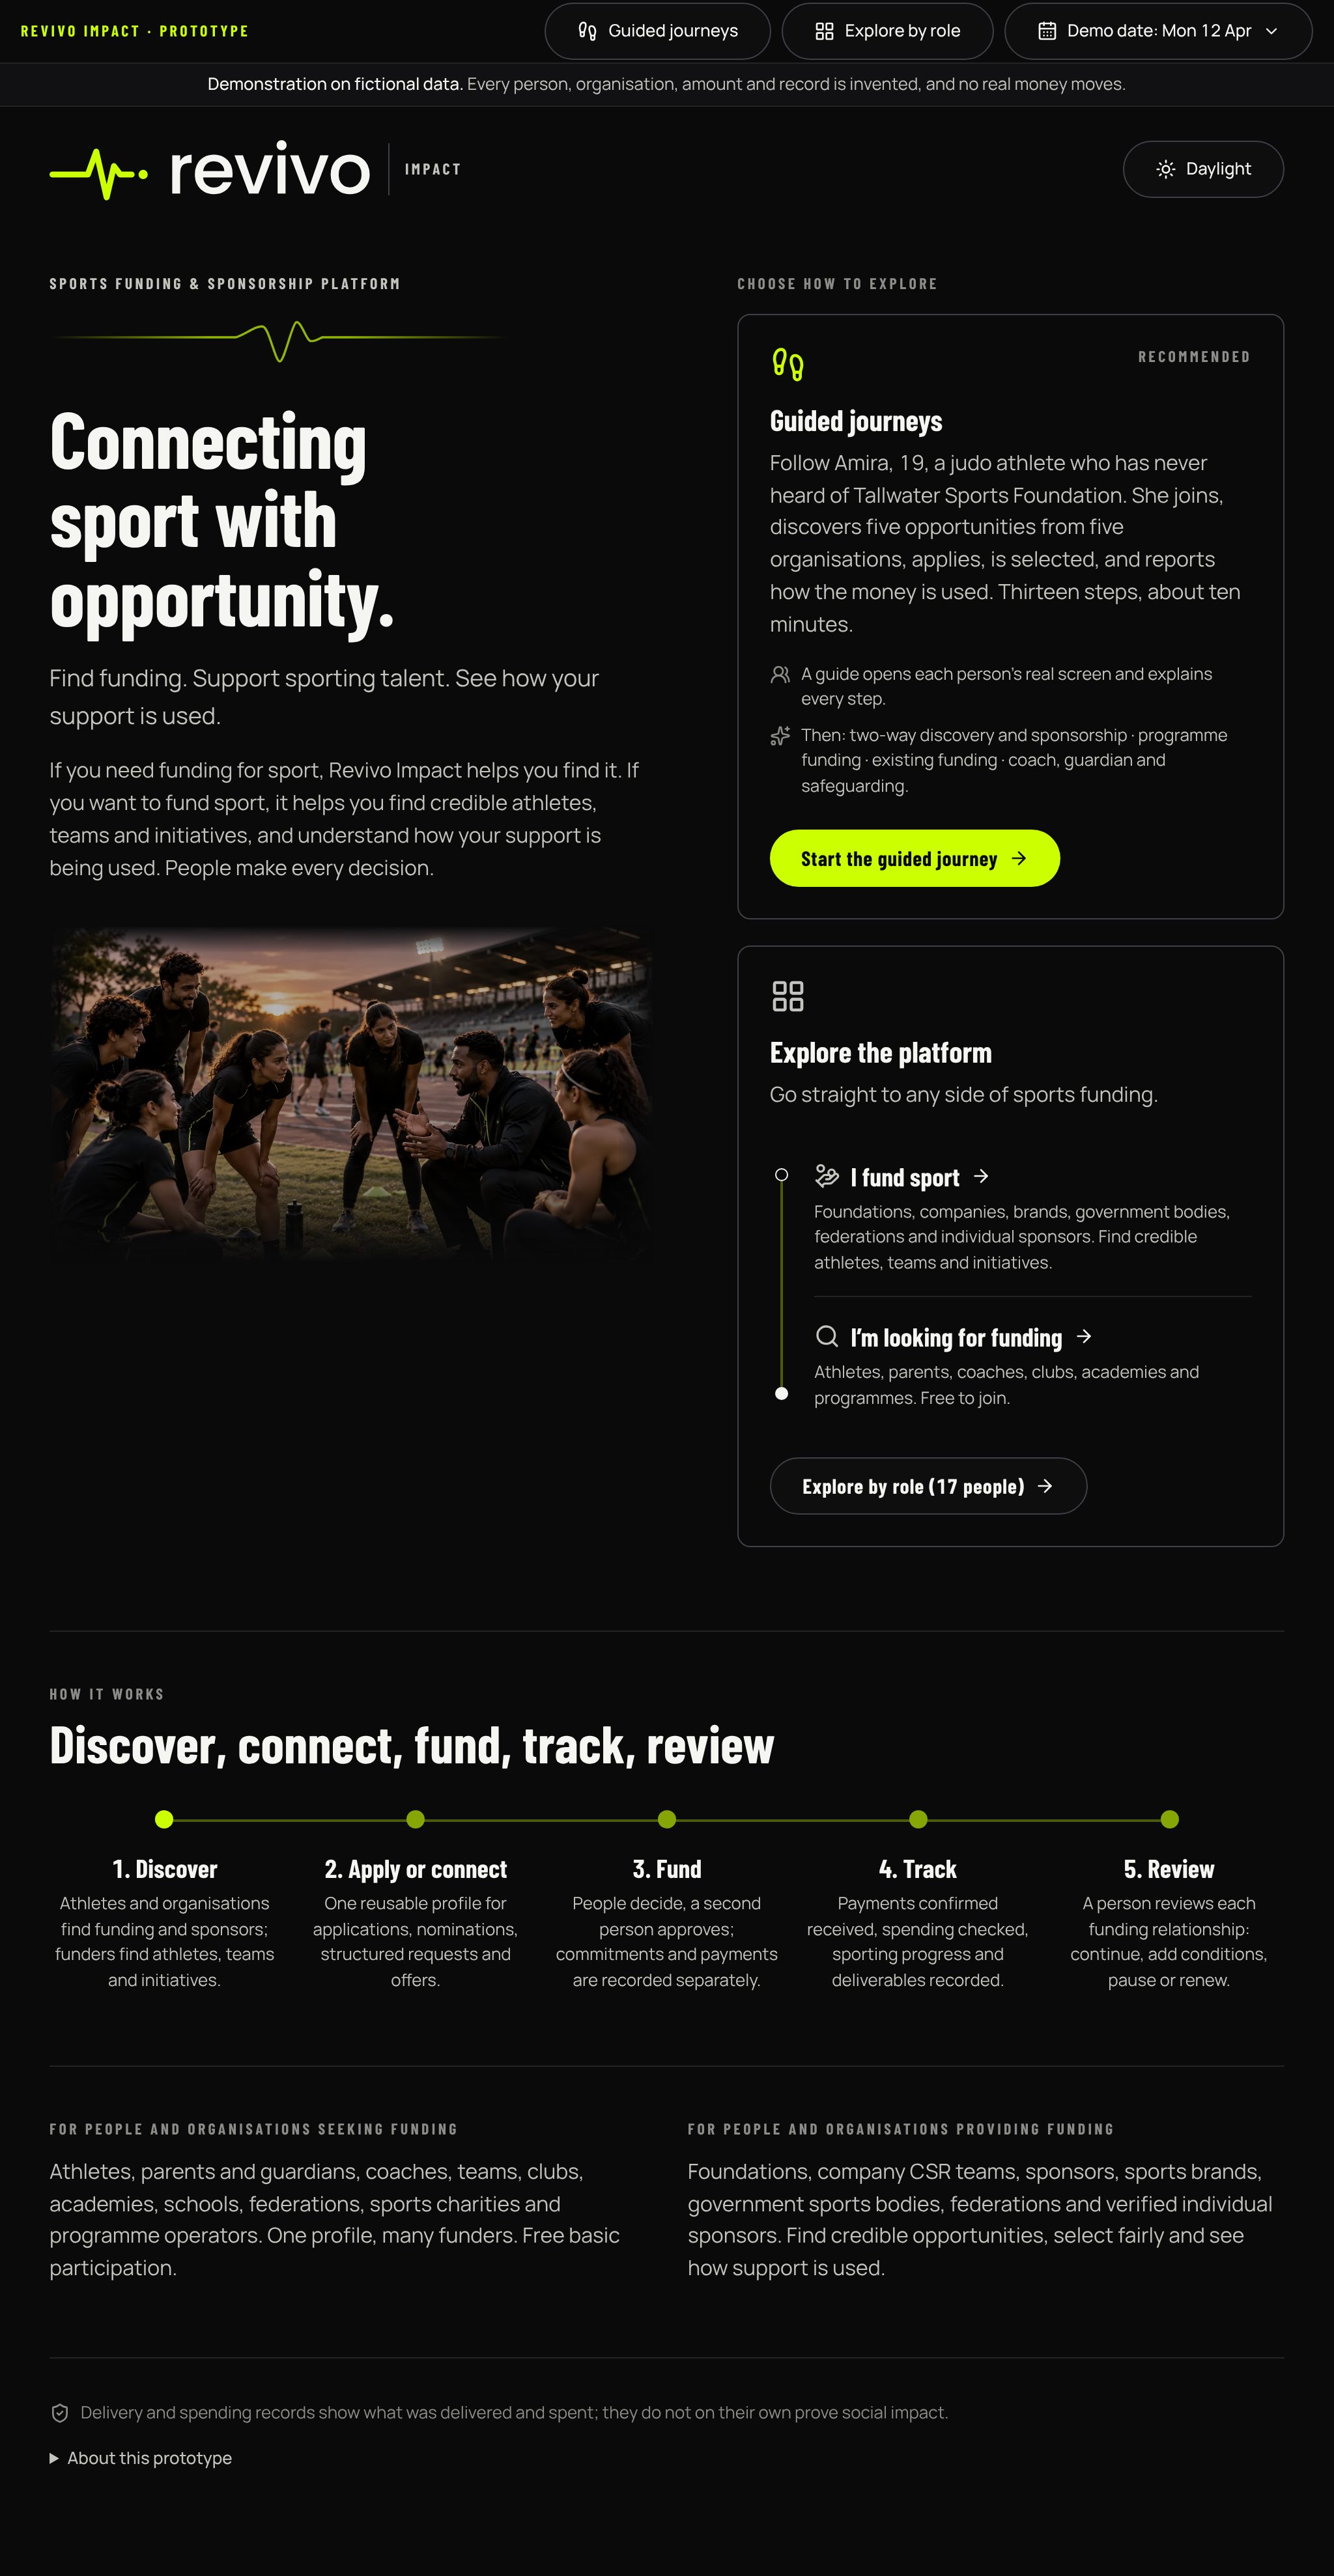 REVIVO IMPACT · PROTOTYPE
Guided journeys
Explore by role
Demo date: Mon 12 Apr
Demonstration on fictional data. Every person, organisation, amount and record is invented, and no real money moves.
revivo
IMPACT
Daylight
SPORTS FUNDING & SPONSORSHIP PLATFORM
Connecting
sport with
opportunity.
Find funding. Support sporting talent. See how your
support is used.
If you need funding for sport, Revivo Impact helps you find it. If
you want to fund sport, it helps you find credible athletes,
teams and initiatives, and understand how your support is
being used. People make every decision.
CHOOSE HOW TO EXPLORE
RECOMMENDED
Guided journeys
Follow Amira, 19, a judo athlete who has never
heard of Tallwater Sports Foundation. She joins,
discovers five opportunities from five
organisations, applies, is selected, and reports
how the money is used. Thirteen steps, about ten
minutes.
A guide opens each person's real screen and explains
every step.
Then: two-way discovery and sponsorship · programme
funding · existing funding · coach, guardian and
safeguarding.
Start the guided journey
Explore the platform
Go straight to any side of sports funding.
I fund sport
Foundations, companies, brands, government bodies,
federations and individual sponsors. Find credible
athletes, teams and initiatives.
I'm looking for funding
Athletes, parents, coaches, clubs, academies and
programmes. Free to join.
Explore by role (17 people)
HOW IT WORKS
Discover, connect, fund, track, review
1. Discover
Athletes and organisations
find funding and sponsors;
funders find athletes, teams
and initiatives.
2. Apply or connect
One reusable profile for
applications, nominations,
structured requests and
offers.
3. Fund
People decide, a second
person approves;
commitments and payments
are recorded separately.
4. Track
Payments confirmed
received, spending checked,
sporting progress and
deliverables recorded.
5. Review
A person reviews each
funding relationship:
continue, add conditions,
pause or renew.
FOR PEOPLE AND ORGANISATIONS SEEKING FUNDING
Athletes, parents and guardians, coaches, teams, clubs,
academies, schools, federations, sports charities and
programme operators. One profile, many funders. Free basic
participation.
FOR PEOPLE AND ORGANISATIONS PROVIDING FUNDING
Foundations, company CSR teams, sponsors, sports brands,
government sports bodies, federations and verified individual
sponsors. Find credible opportunities, select fairly and see
how support is used.
Delivery and spending records show what was delivered and spent; they do not on their own prove social impact.
About this prototype